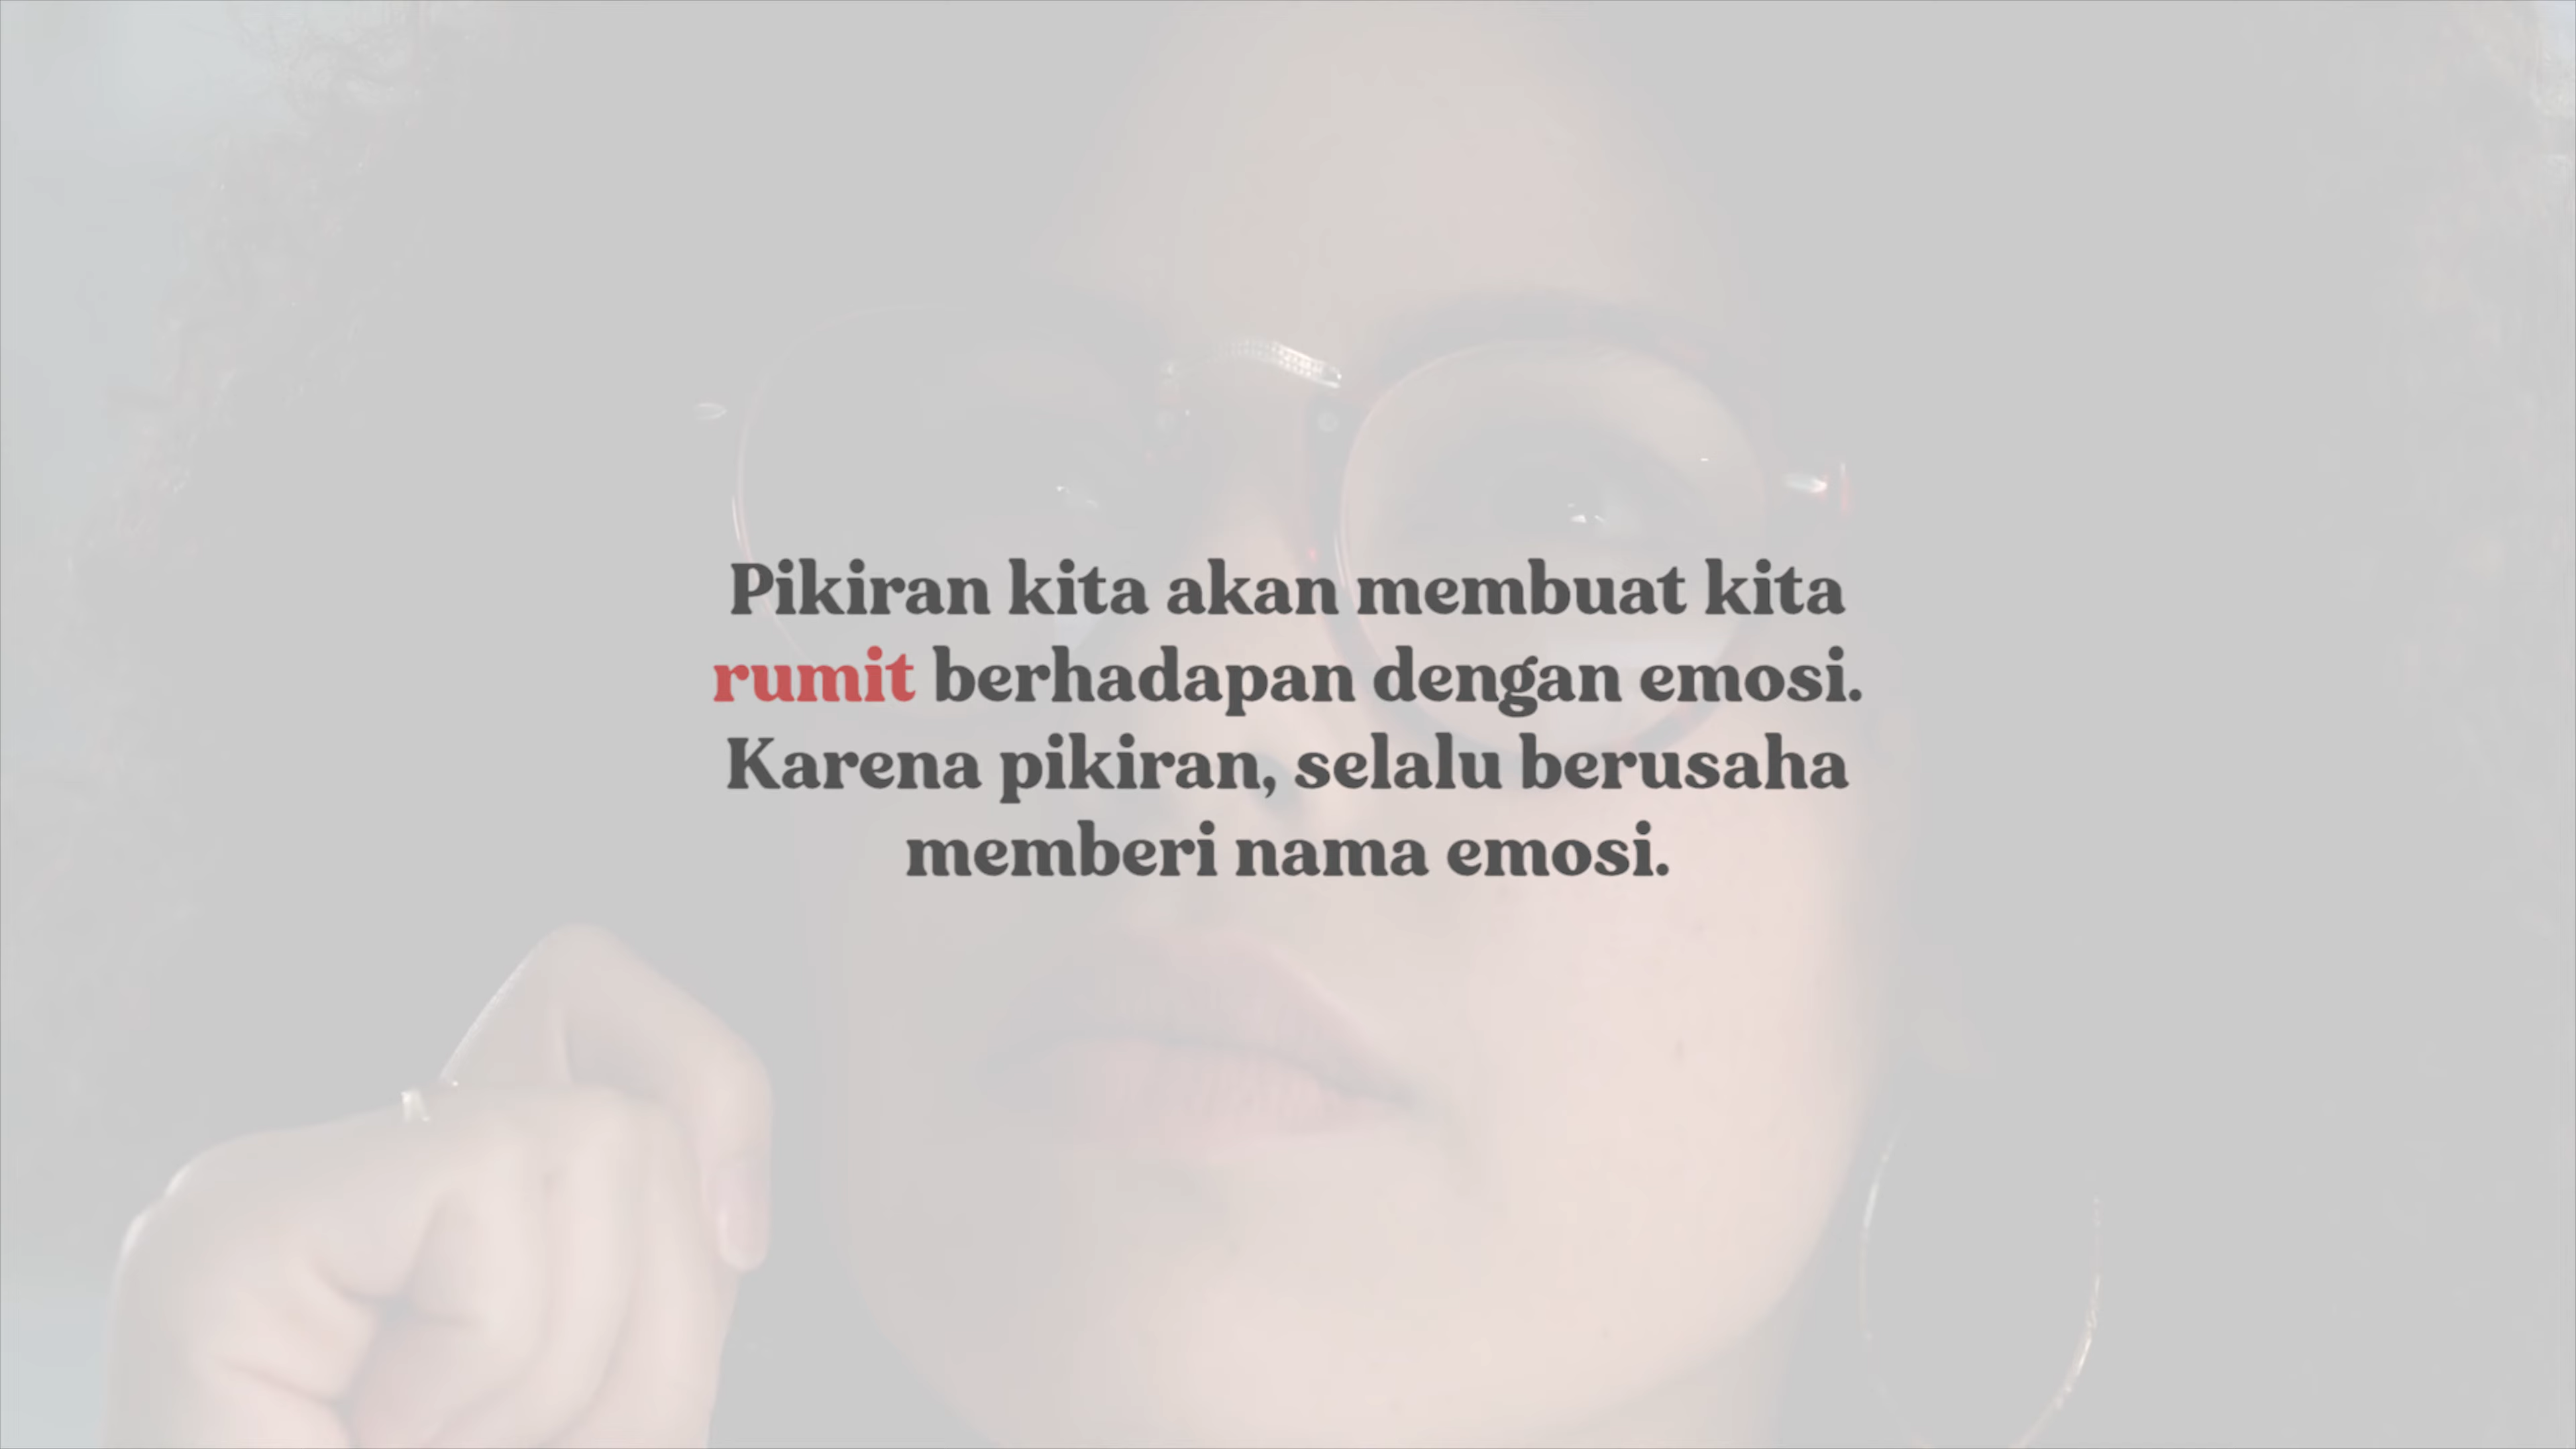 Pikiran kita akan membuat kita
rumit berhadapan dengan emosi.
Karena pikiran, selalu berusaha
memberi nama emosi.